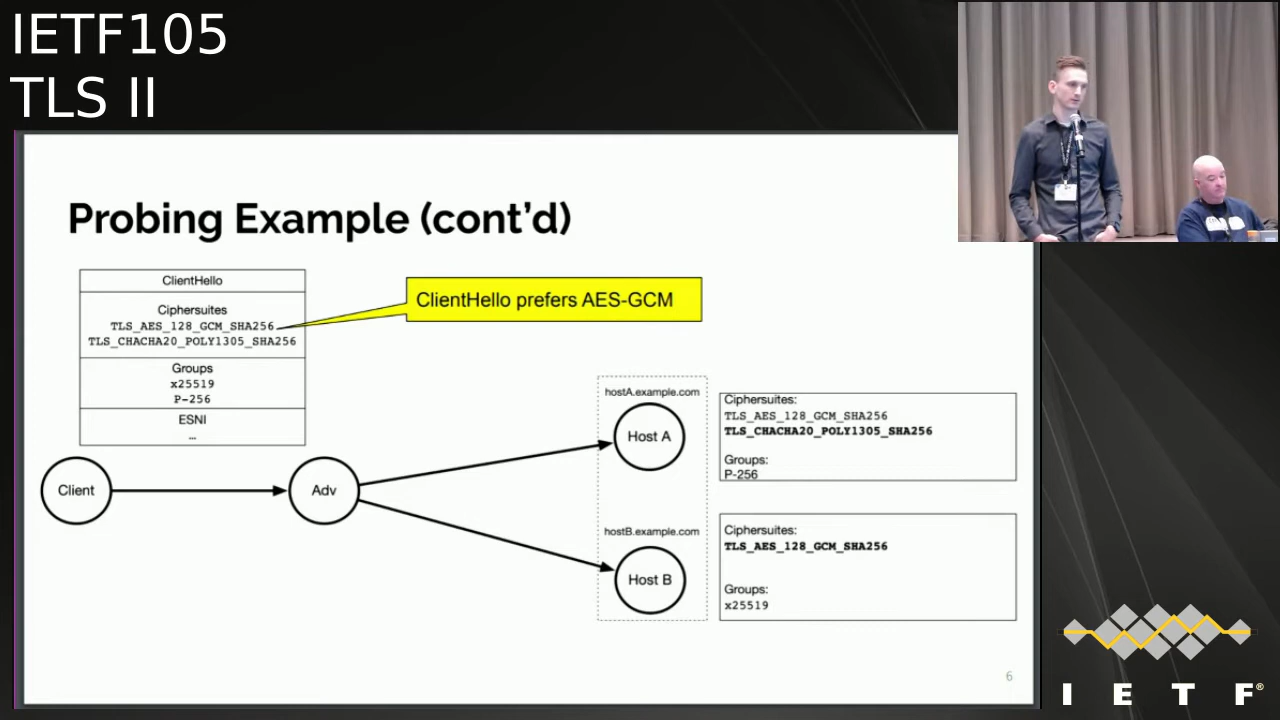 IETF105
TLS II
Probing Example (cont’d)
ClientHello
Ciphersuites
TLS_AES_128_GCM_SHA256
TLS_CHACHA20_POLY1305_SHA256
Groups
x25519
P-256
ESNI
...
ClientHello prefers AES-GCM
Client
Adv
hostA.example.com
Host A
hostB.example.com
Host B
Ciphersuites:
TLS_AES_128_GCM_SHA256
TLS_CHACHA20_POLY1305_SHA256
Groups:
P-256
Ciphersuites:
TLS_AES_128_GCM_SHA256
Groups:
x25519
6
I E T F®